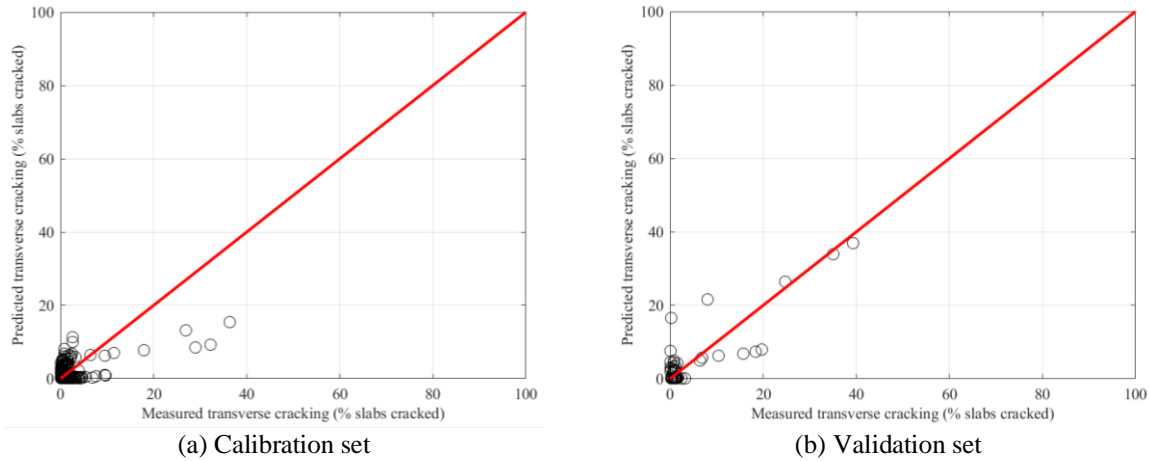 100
80
60
40
20
0
Predicted transverse cracking (% slabs cracked)
0 20 40 60 80 100
Measured transverse cracking (% slabs cracked)
(a) Calibration set
100
80
60
40
20
0
Predicted transverse cracking (% slabs cracked)
0 20 40 60 80 100
Measured transverse cracking (% slabs cracked)
(b) Validation set